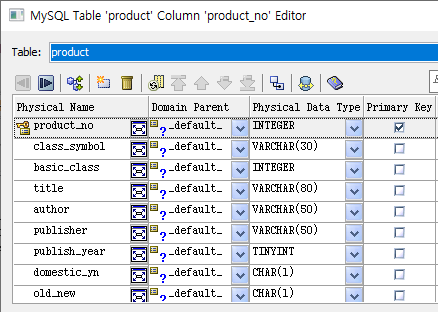 MySQL Table 'product' Column 'product_no' Editor
Table: product
Physical Name Domain Parent Physical Data Type Primary Key
product_no _default_ INTEGER
class_symbol _default_ VARCHAR(30)
basic_class _default_ INTEGER
title _default_ VARCHAR(80)
author _default_ VARCHAR(50)
publisher _default_ VARCHAR(50)
publish_year _default_ TINYINT
domestic_yn _default_ CHAR(1)
old_new _default_ CHAR(1)